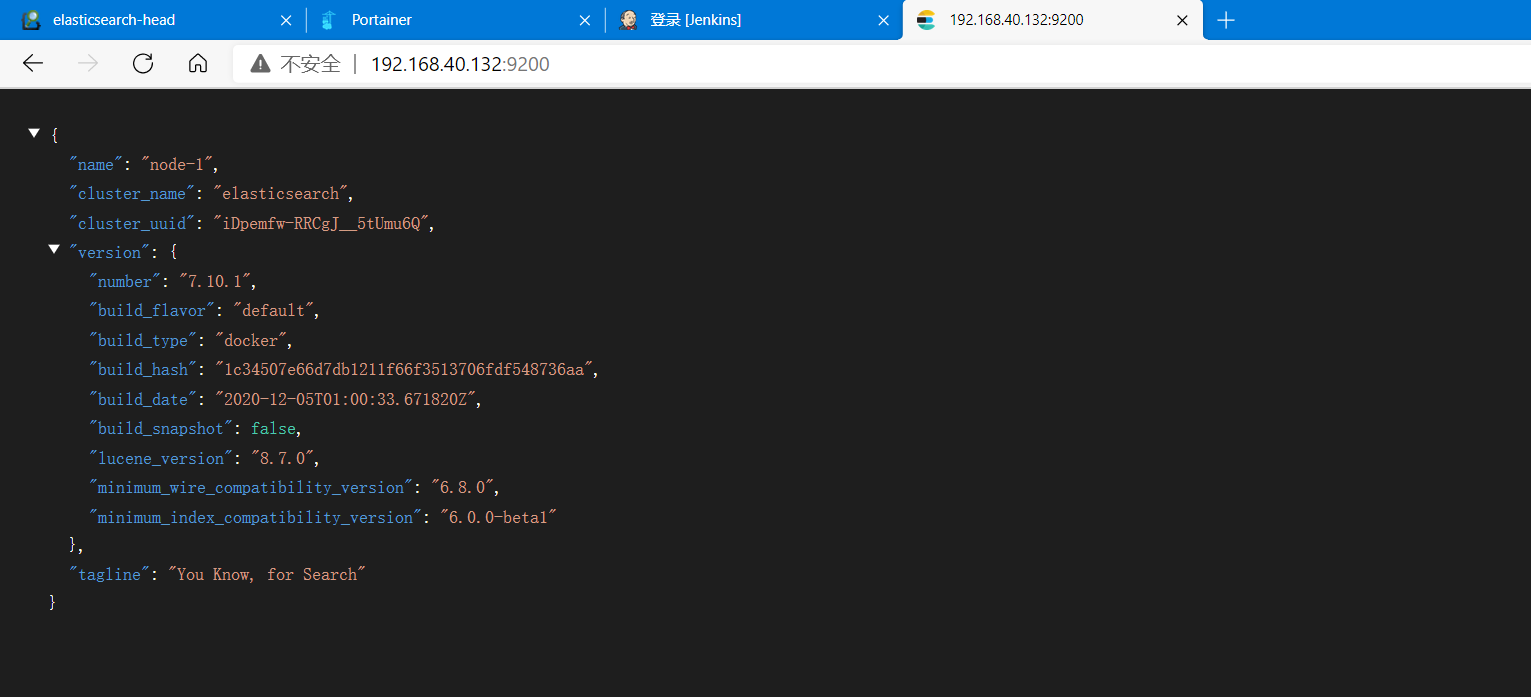 elasticsearch-head
Portainer
登录 [Jenkins]
192.168.40.132:9200
不安全 | 192.168.40.132:9200
{
"name": "node-1",
"cluster_name": "elasticsearch",
"cluster_uuid": "iDpemfw-RRCgJ__5tUmu6Q",
"version": {
"number": "7.10.1",
"build_flavor": "default",
"build_type": "docker",
"build_hash": "1c34507e66d7db1211f66f3513706fdf548736aa",
"build_date": "2020-12-05T01:00:33.671820Z",
"build_snapshot": false,
"lucene_version": "8.7.0",
"minimum_wire_compatibility_version": "6.8.0",
"minimum_index_compatibility_version": "6.0.0-beta1"
},
"tagline": "You Know, for Search"
}